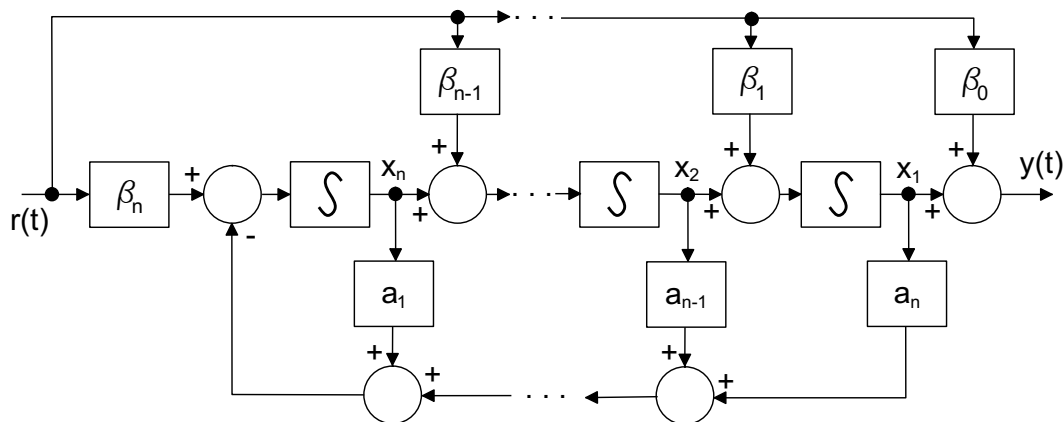 . . .
β_{n-1} β_1 β_0
+ + +
x_n x_2 x_1 y(t)
+ β_n ∫ + . . . ∫ + ∫ +
r(t)
-
a_1 a_{n-1} a_n
+ +
+ . . . +